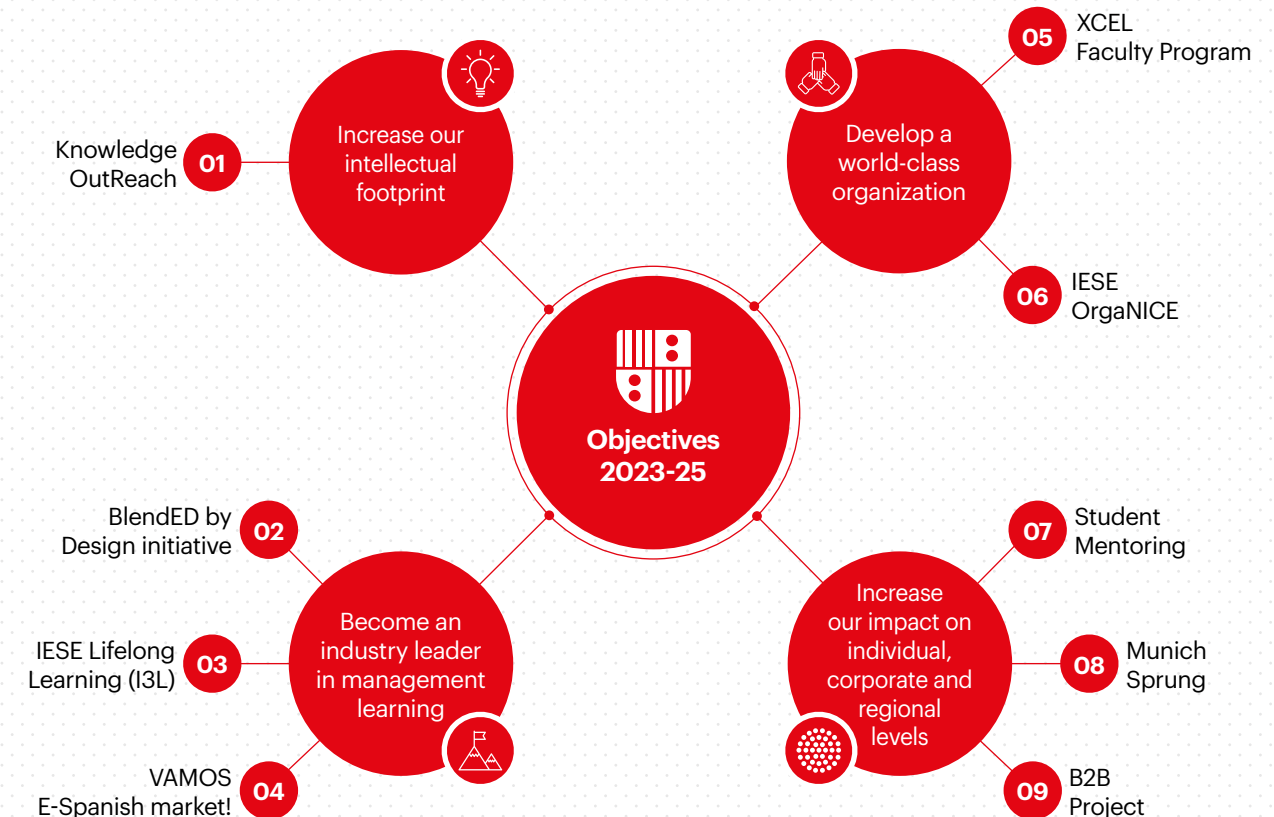 Increase our
intellectual
footprint
Knowledge
OutReach
01
Develop a
world-class
organization
05
XCEL
Faculty Program
06
IESE
OrgaNICE
Objectives
2023-25
BlendED by
Design initiative
02
IESE Lifelong
Learning (I3L)
03
VAMOS
E-Spanish market!
04
Become an
industry leader
in management
learning
Increase
our impact on
individual,
corporate and
regional
levels
07
Student
Mentoring
08
Munich
Sprung
09
B2B
Project